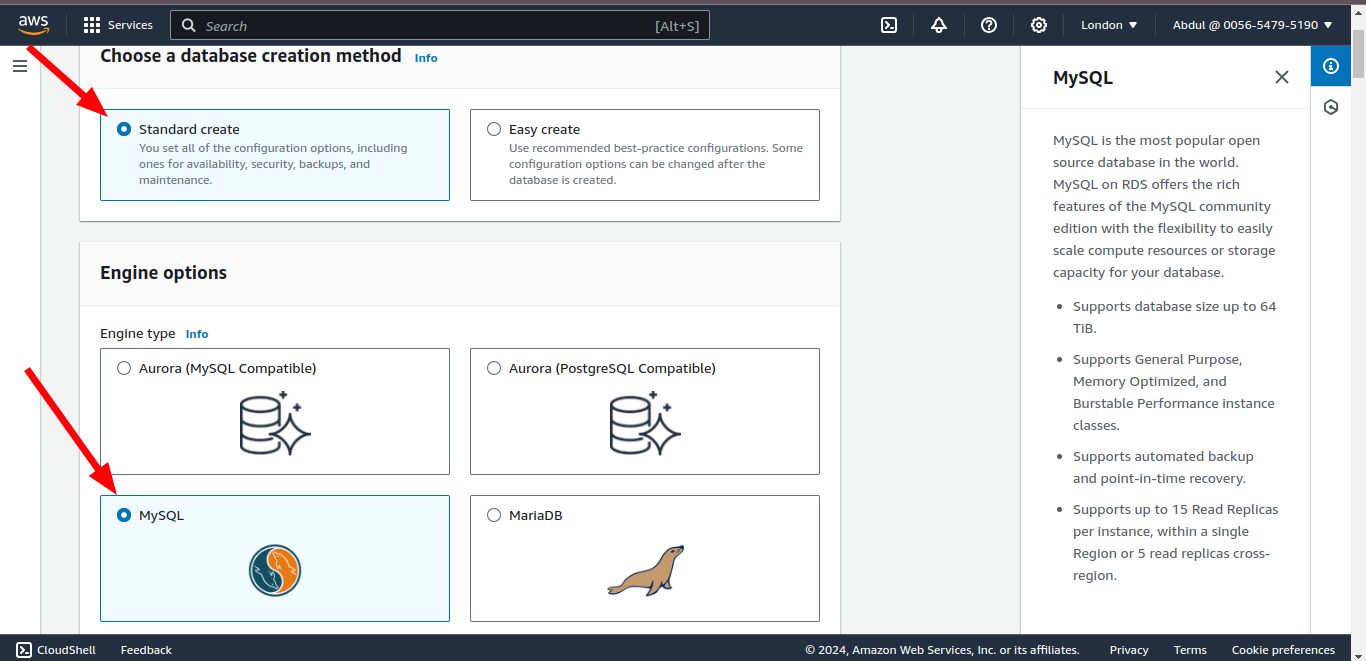 aws
Services
Search
[Alt+S]
London
Abdul @ 0056-5479-5190
Choose a database creation method Info
Standard create
You set all of the configuration options, including
ones for availability, security, backups, and
maintenance.
Easy create
Use recommended best-practice configurations. Some
configuration options can be changed after the
database is created.
Engine options
Engine type Info
Aurora (MySQL Compatible)
Aurora (PostgreSQL Compatible)
MySQL
MariaDB
MySQL
MySQL is the most popular open
source database in the world.
MySQL on RDS offers the rich
features of the MySQL community
edition with the flexibility to easily
scale compute resources or storage
capacity for your database.
• Supports database size up to 64
TiB.
• Supports General Purpose,
Memory Optimized, and
Burstable Performance instance
classes.
• Supports automated backup
and point-in-time recovery.
• Supports up to 15 Read Replicas
per instance, within a single
Region or 5 read replicas cross-
region.
CloudShell
Feedback
© 2024, Amazon Web Services, Inc. or its affiliates.
Privacy
Terms
Cookie preferences